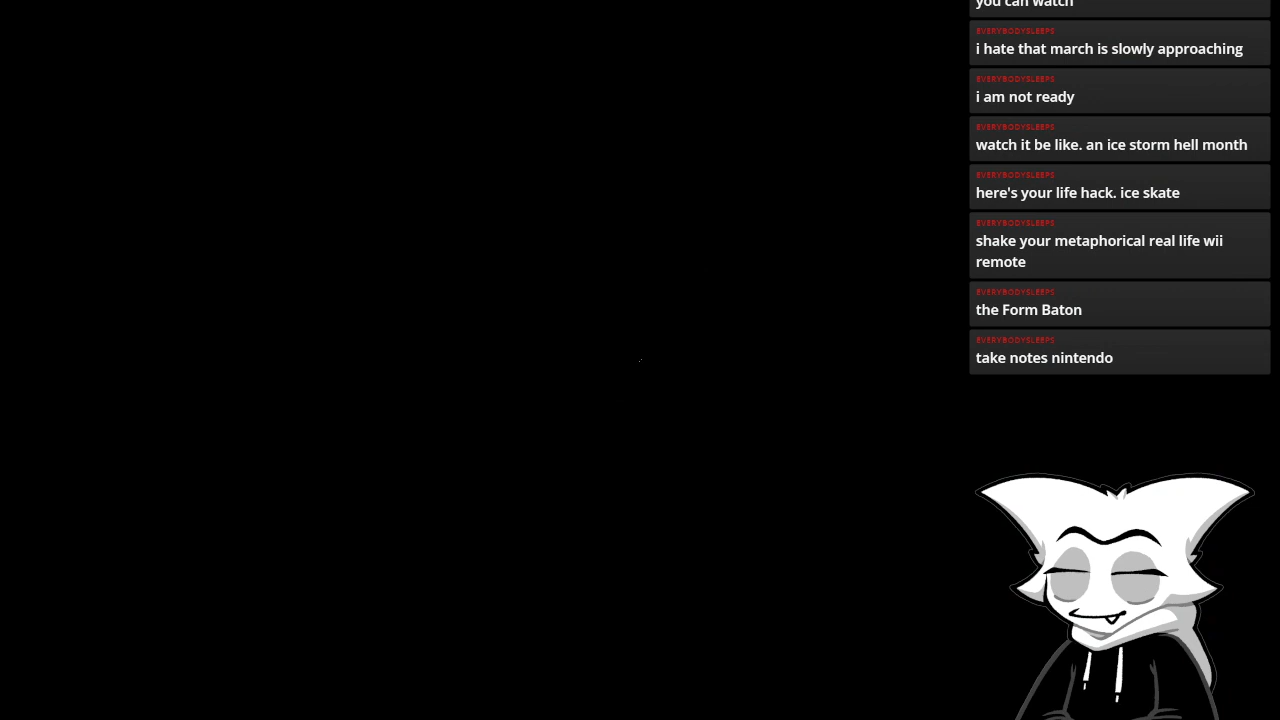 you can watch
EVERYBODYSLEEPS
i hate that march is slowly approaching
EVERYBODYSLEEPS
i am not ready
EVERYBODYSLEEPS
watch it be like. an ice storm hell month
EVERYBODYSLEEPS
here's your life hack. ice skate
EVERYBODYSLEEPS
shake your metaphorical real life wii
remote
EVERYBODYSLEEPS
the Form Baton
EVERYBODYSLEEPS
take notes nintendo